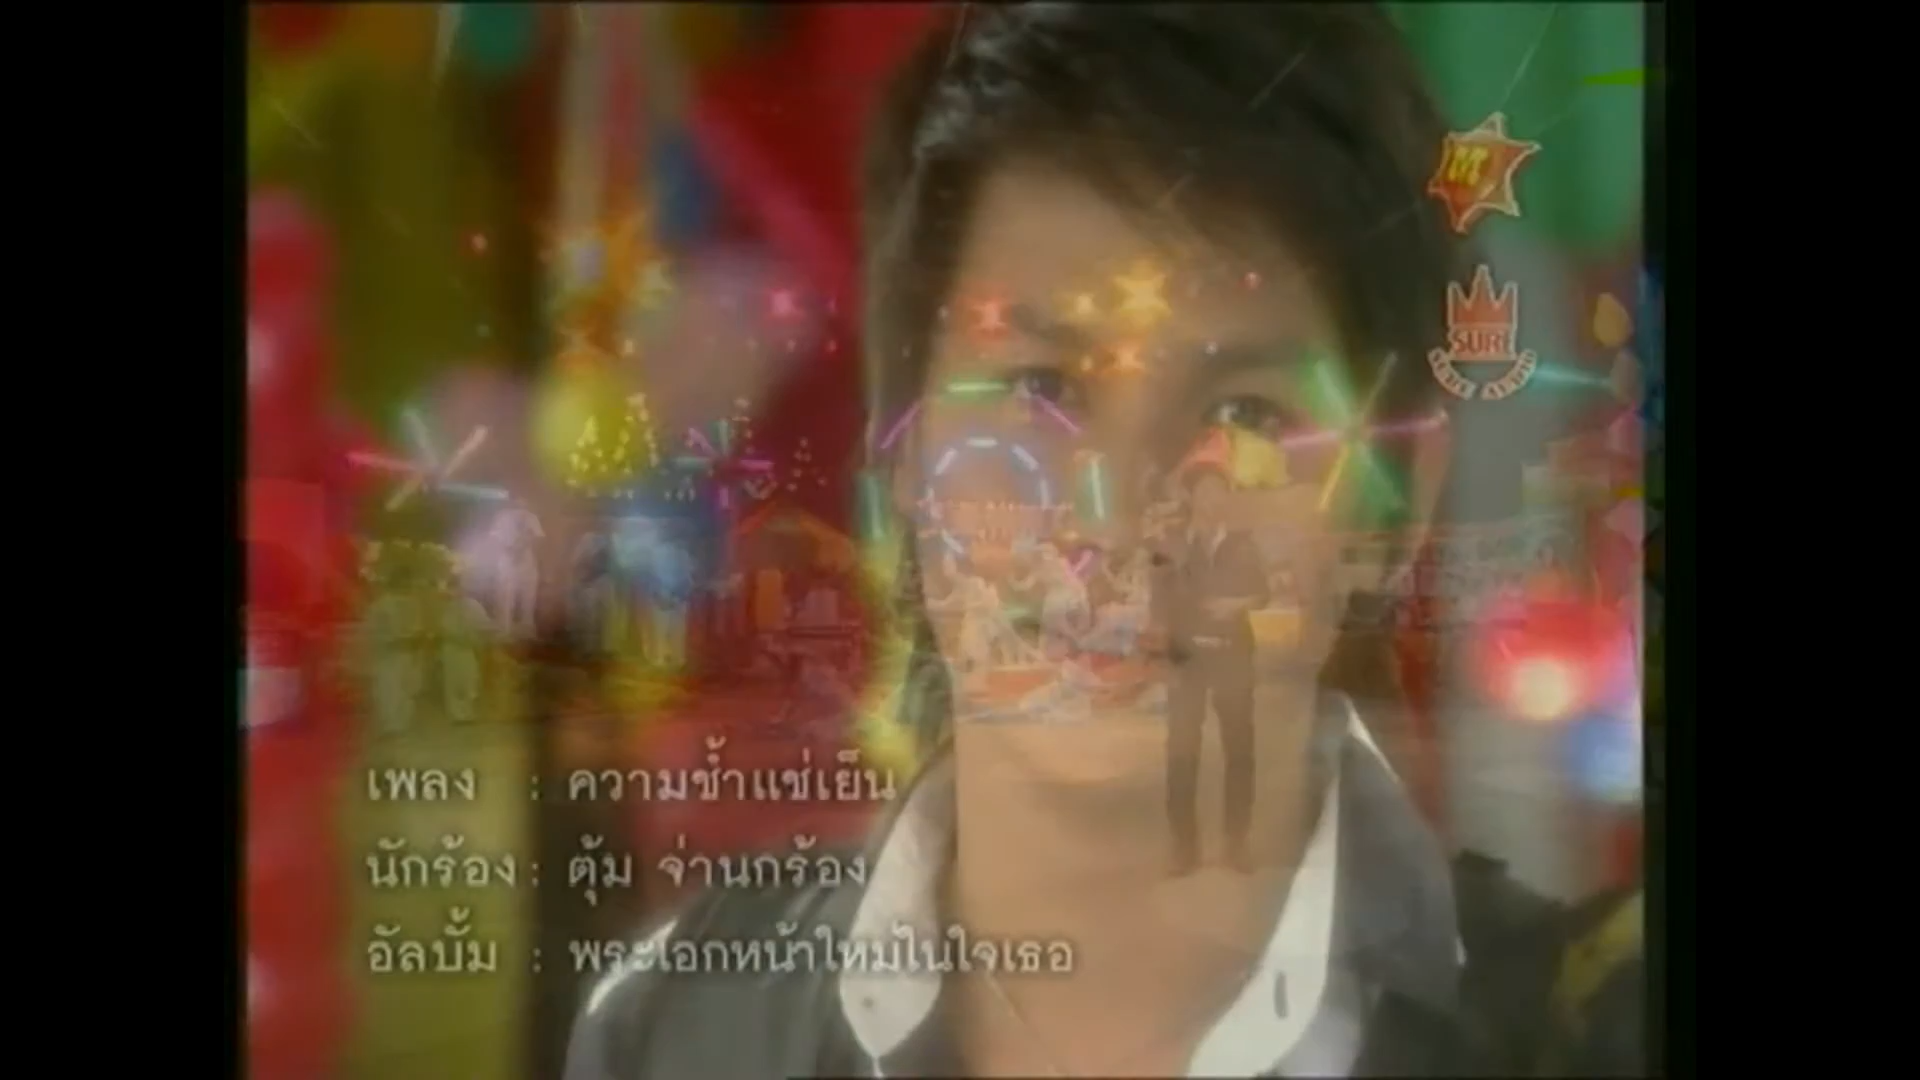 เพลง : ความช้ำแช่เย็น
นักร้อง : ตุ้ม จ่านกร้อง
อัลบั้ม : พระเอกหน้าใหม่ในใจเธอ
SURE